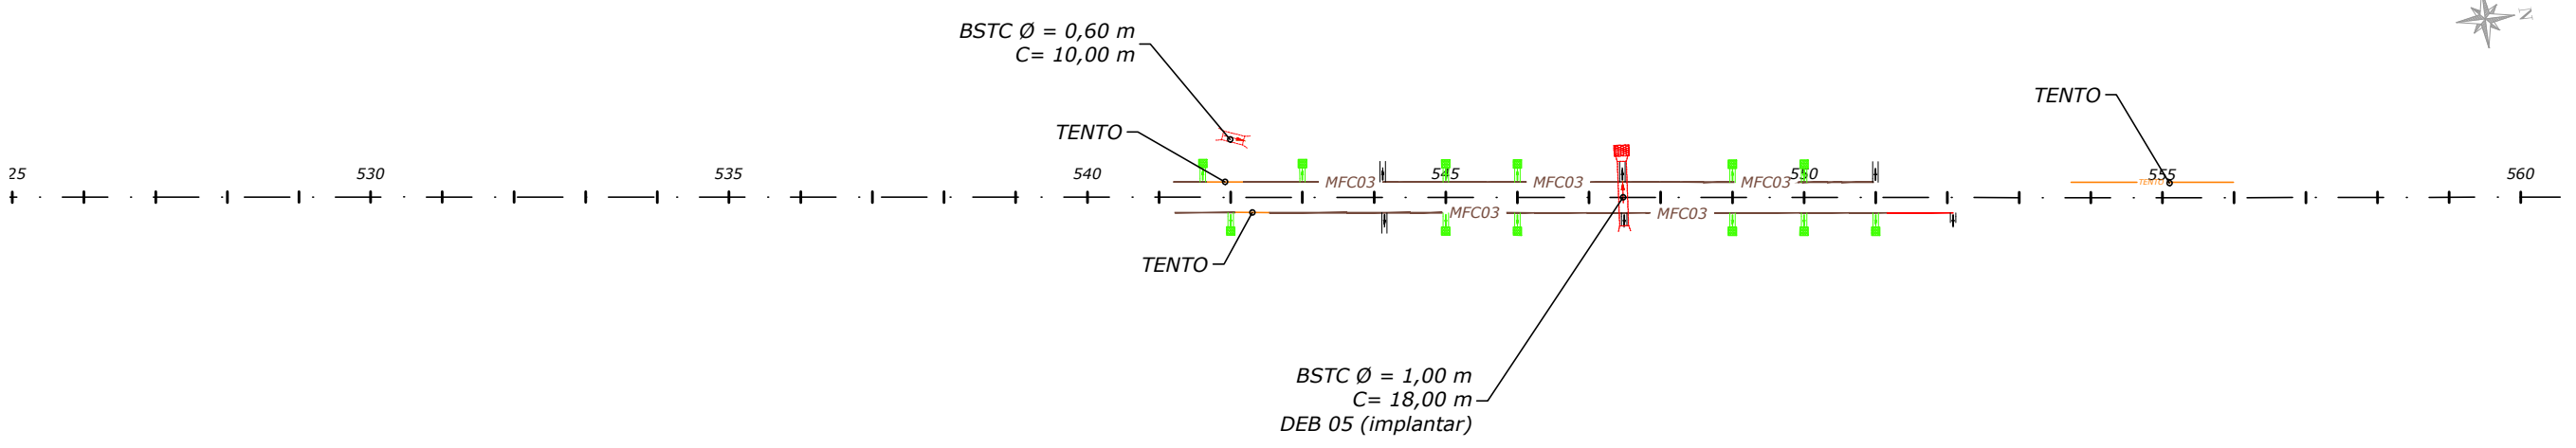 N
BSTC Ø = 0,60 m
C= 10,00 m
TENTO
TENTO
25
530
535
540
545
550
555
560
MFC03
MFC03
MFC03
TENTO
MFC03
MFC03
TENTO
BSTC Ø = 1,00 m
C= 18,00 m
DEB 05 (implantar)